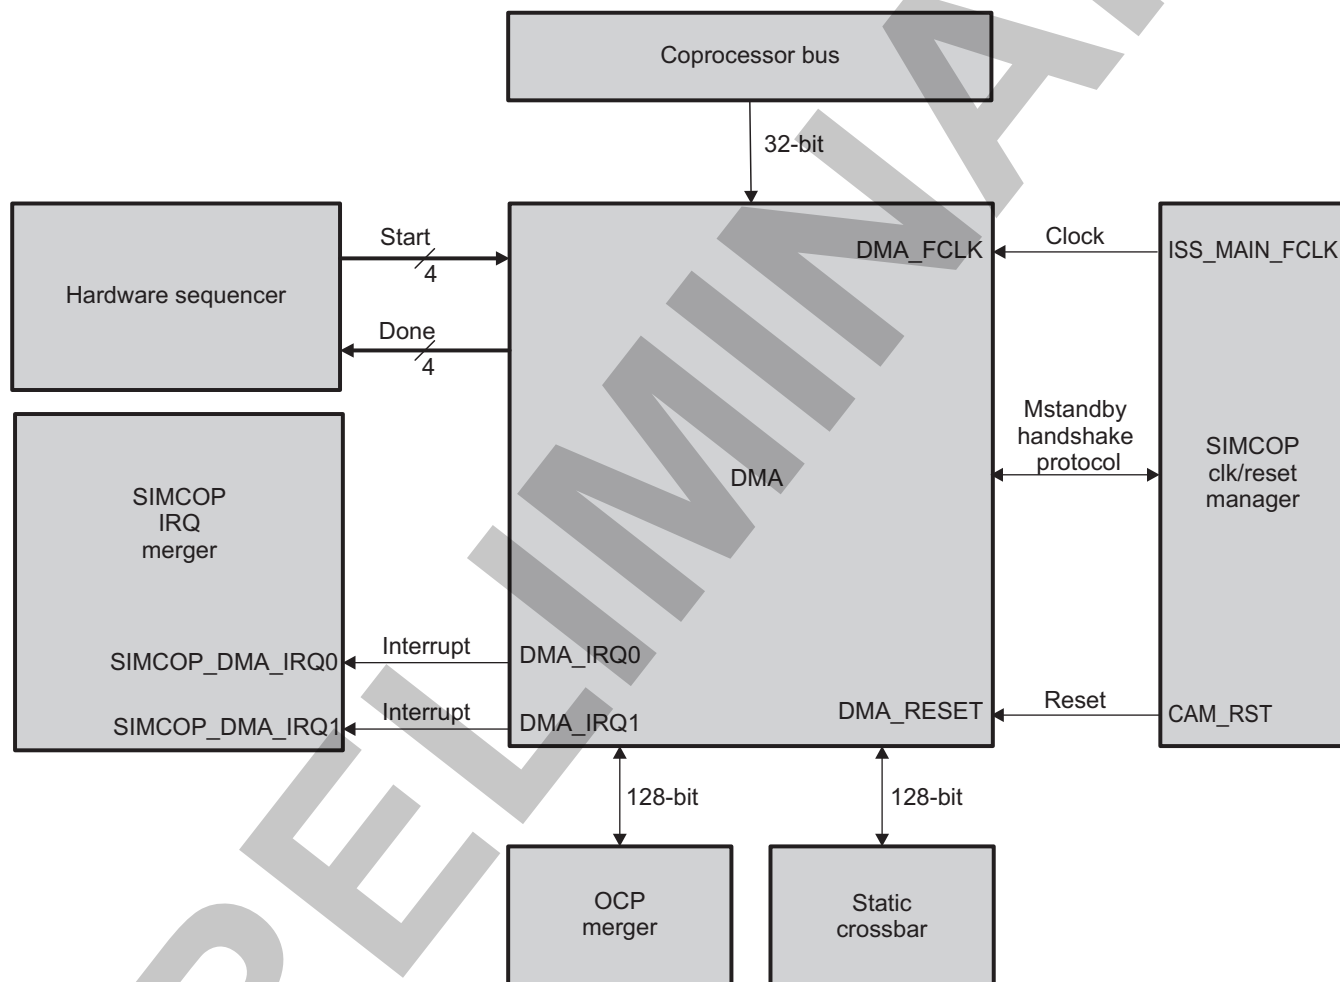 Coprocessor bus
32-bit
Hardware sequencer
Start
4
Done
4
DMA_FCLK
Clock
ISS_MAIN_FCLK
Mstandby
handshake
protocol
SIMCOP
clk/reset
manager
DMA
SIMCOP
IRQ
merger
SIMCOP_DMA_IRQ0
Interrupt
DMA_IRQ0
SIMCOP_DMA_IRQ1
Interrupt
DMA_IRQ1
DMA_RESET
Reset
CAM_RST
128-bit
128-bit
OCP
merger
Static
crossbar
PRELIMINA